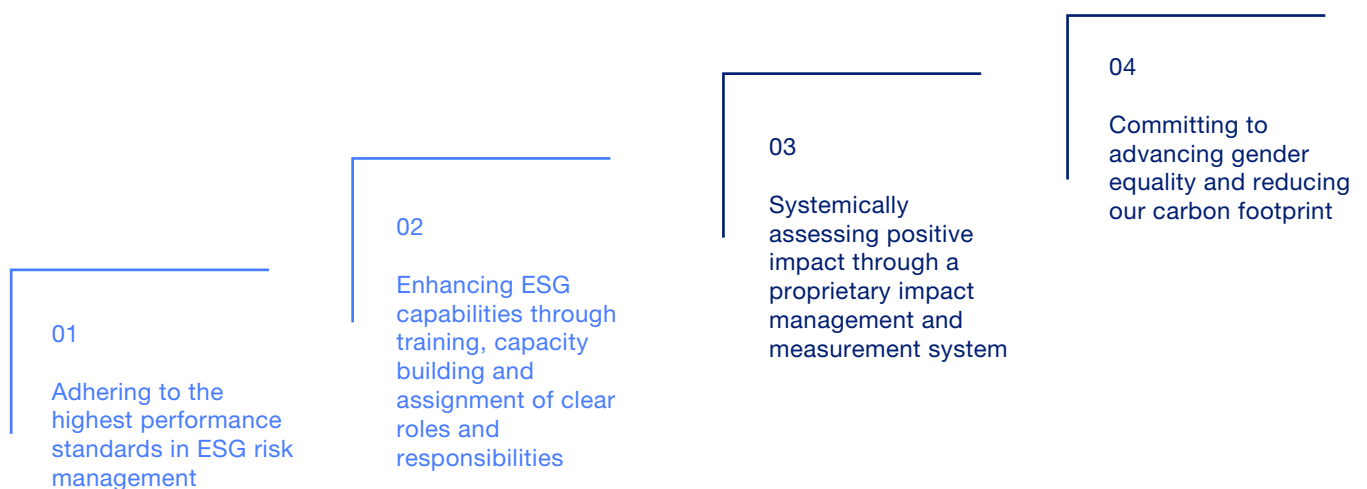 01
Adhering to the
highest performance
standards in ESG risk
management
02
Enhancing ESG
capabilities through
training, capacity
building and
assignment of clear
roles and
responsibilities
03
Systemically
assessing positive
impact through a
proprietary impact
management and
measurement system
04
Committing to
advancing gender
equality and reducing
our carbon footprint